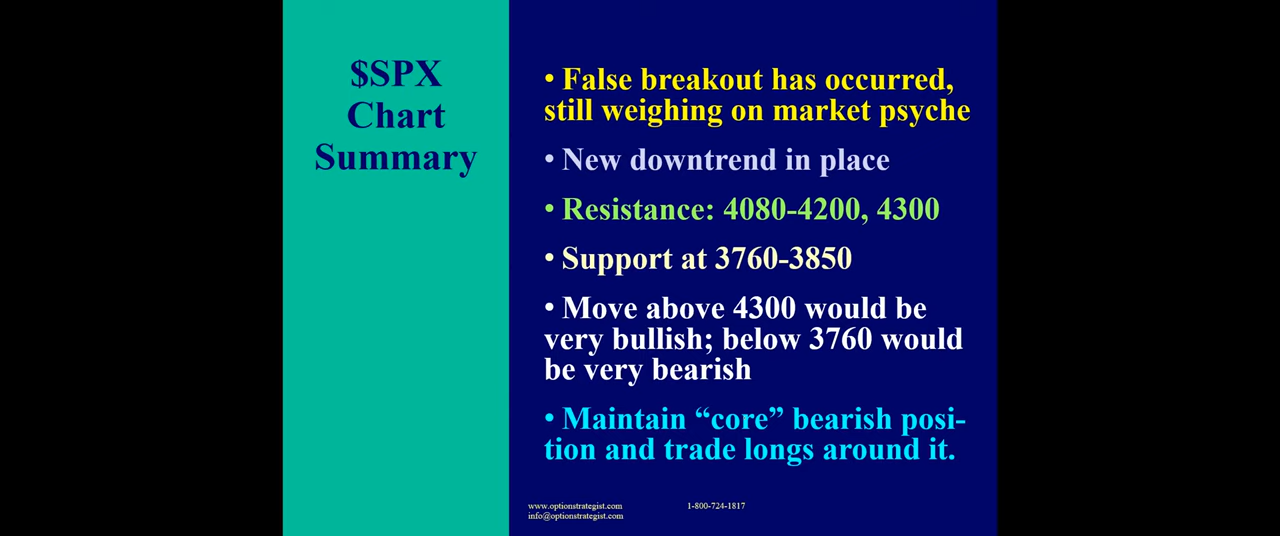 $SPX
Chart
Summary
• False breakout has occurred,
still weighing on market psyche
• New downtrend in place
• Resistance: 4080-4200, 4300
• Support at 3760-3850
• Move above 4300 would be
very bullish; below 3760 would
be very bearish
• Maintain “core” bearish posi-
tion and trade longs around it.
www.optionstrategist.com 1-800-724-1817
info@optionstrategist.com